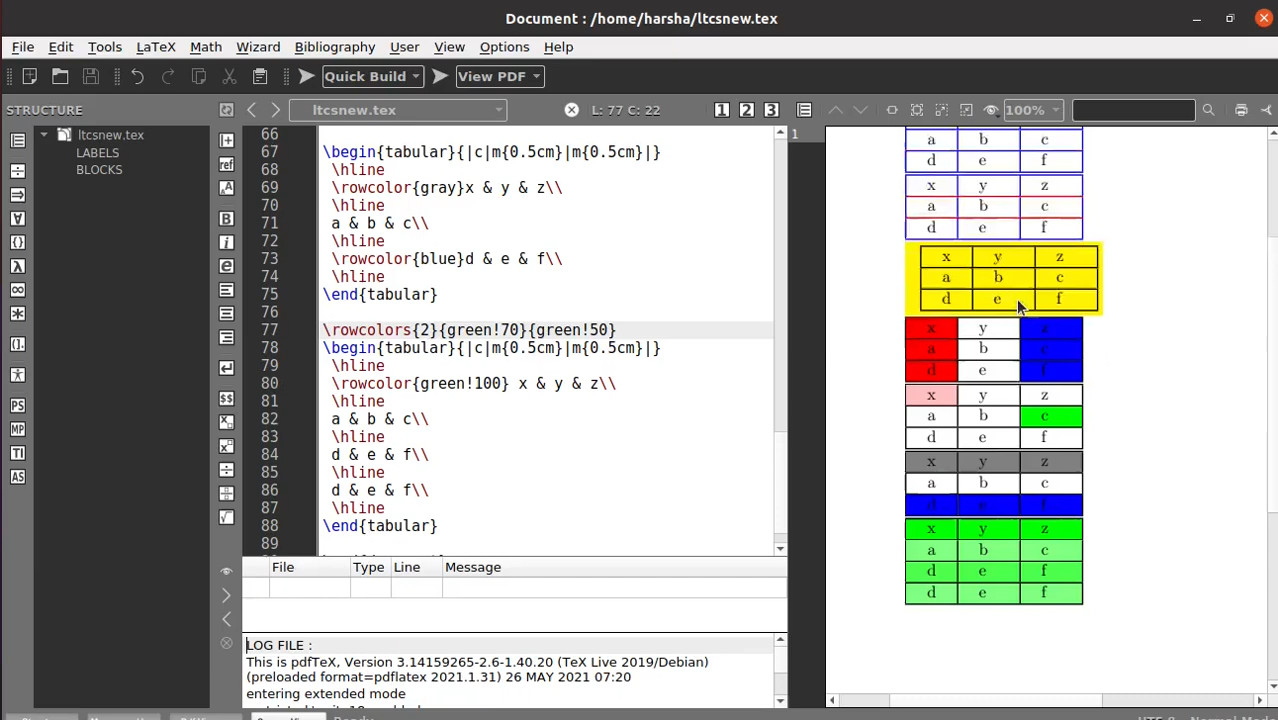 Document : /home/harsha/ltcsnew.tex
File Edit Tools LaTeX Math Wizard Bibliography User View Options Help
Quick Build View PDF
STRUCTURE ltcsnew.tex L: 77 C: 22 1 2 3 100%
ltcsnew.tex
LABELS
BLOCKS
66
67 \begin{tabular}{|c|m{0.5cm}|m{0.5cm}|}
68 \hline
69 \rowcolor{gray}x & y & z\\
70 \hline
71 a & b & c\\
72 \hline
73 \rowcolor{blue}d & e & f\\
74 \hline
75 \end{tabular}
76
77 \rowcolors{2}{green!70}{green!50}
78 \begin{tabular}{|c|m{0.5cm}|m{0.5cm}|}
79 \hline
80 \rowcolor{green!100} x & y & z\\
81 \hline
82 a & b & c\\
83 \hline
84 d & e & f\\
85 \hline
86 d & e & f\\
87 \hline
88 \end{tabular}
89
File Type Line Message
LOG FILE :
This is pdfTeX, Version 3.14159265-2.6-1.40.20 (TeX Live 2019/Debian)
(preloaded format=pdflatex 2021.1.31) 26 MAY 2021 07:20
entering extended mode
1
a b c
d e f
x y z
a b c
d e f
x y z
a b c
d e f
x y z
a b c
d e f
x y z
a b c
d e f
x y z
a b c
d e f
x y z
a b c
d e f
d e f